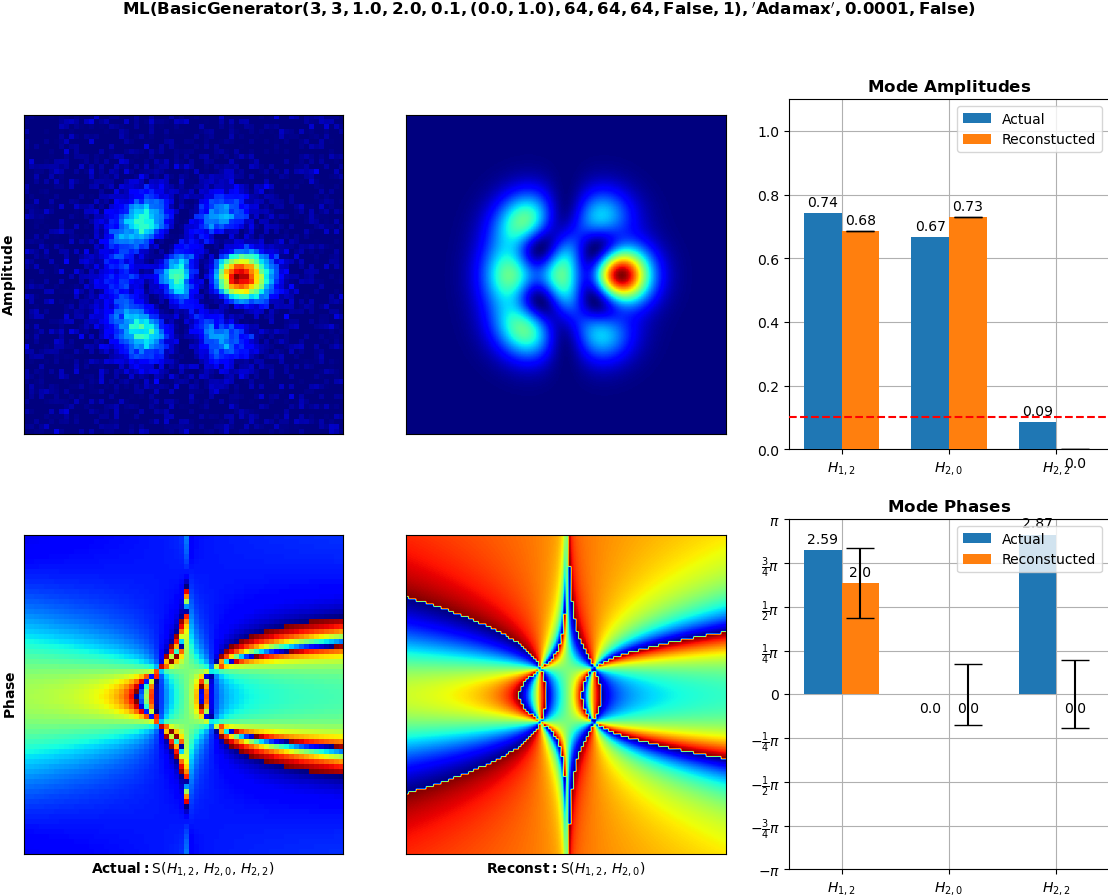 ML(BasicGenerator(3, 3, 1.0, 2.0, 0.1, (0.0, 1.0), 64, 64, 64, False, 1), ′Adamax′, 0.0001, False)
Amplitude
Mode Amplitudes
Actual
Reconstucted
1.0
0.8
0.6
0.4
0.2
0.0
0.74
0.68
0.67
0.73
0.09
0.0
H₁,₂
H₂,₀
H₂,₂
Phase
Actual: S(H₁,₂, H₂,₀, H₂,₂)
Reconst: S(H₁,₂, H₂,₀)
Mode Phases
Actual
Reconstucted
π
¾π
½π
¼π
0
−¼π
−½π
−¾π
−π
2.59
2.0
0.0
0.0
2.87
0.0
H₁,₂
H₂,₀
H₂,₂